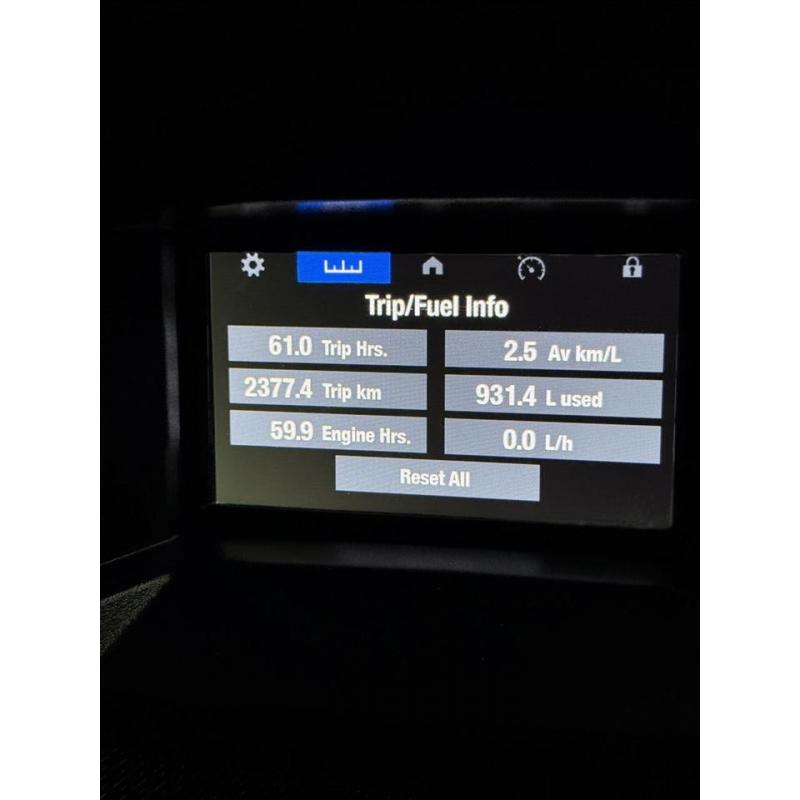 Trip/Fuel Info
61.0 Trip Hrs.
2.5 Av km/L
2377.4 Trip km
931.4 L used
59.9 Engine Hrs.
0.0 L/h
Reset All